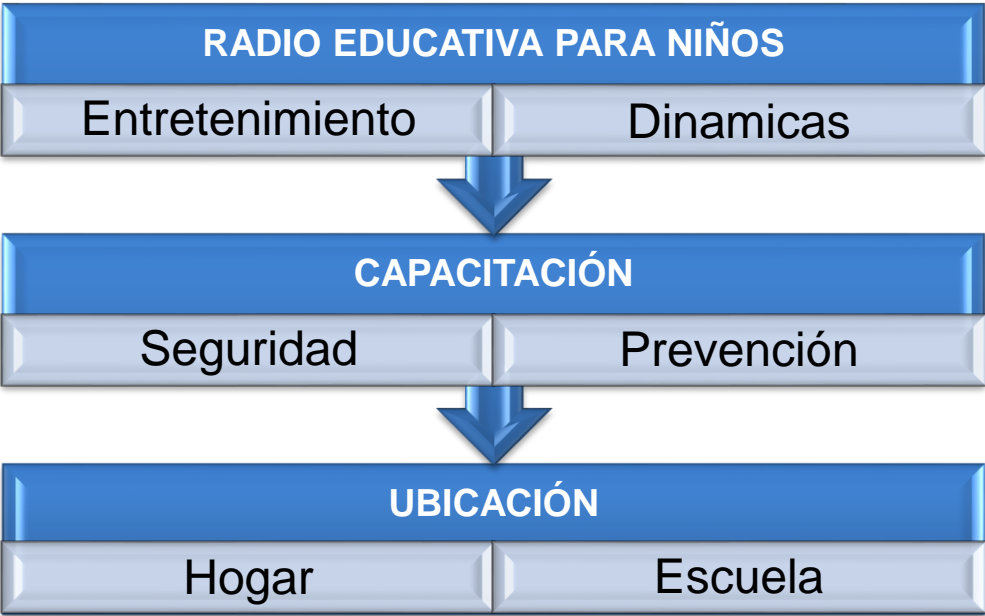 RADIO EDUCATIVA PARA NIÑOS
Entretenimiento Dinamicas
CAPACITACIÓN
Seguridad Prevención
UBICACIÓN
Hogar Escuela